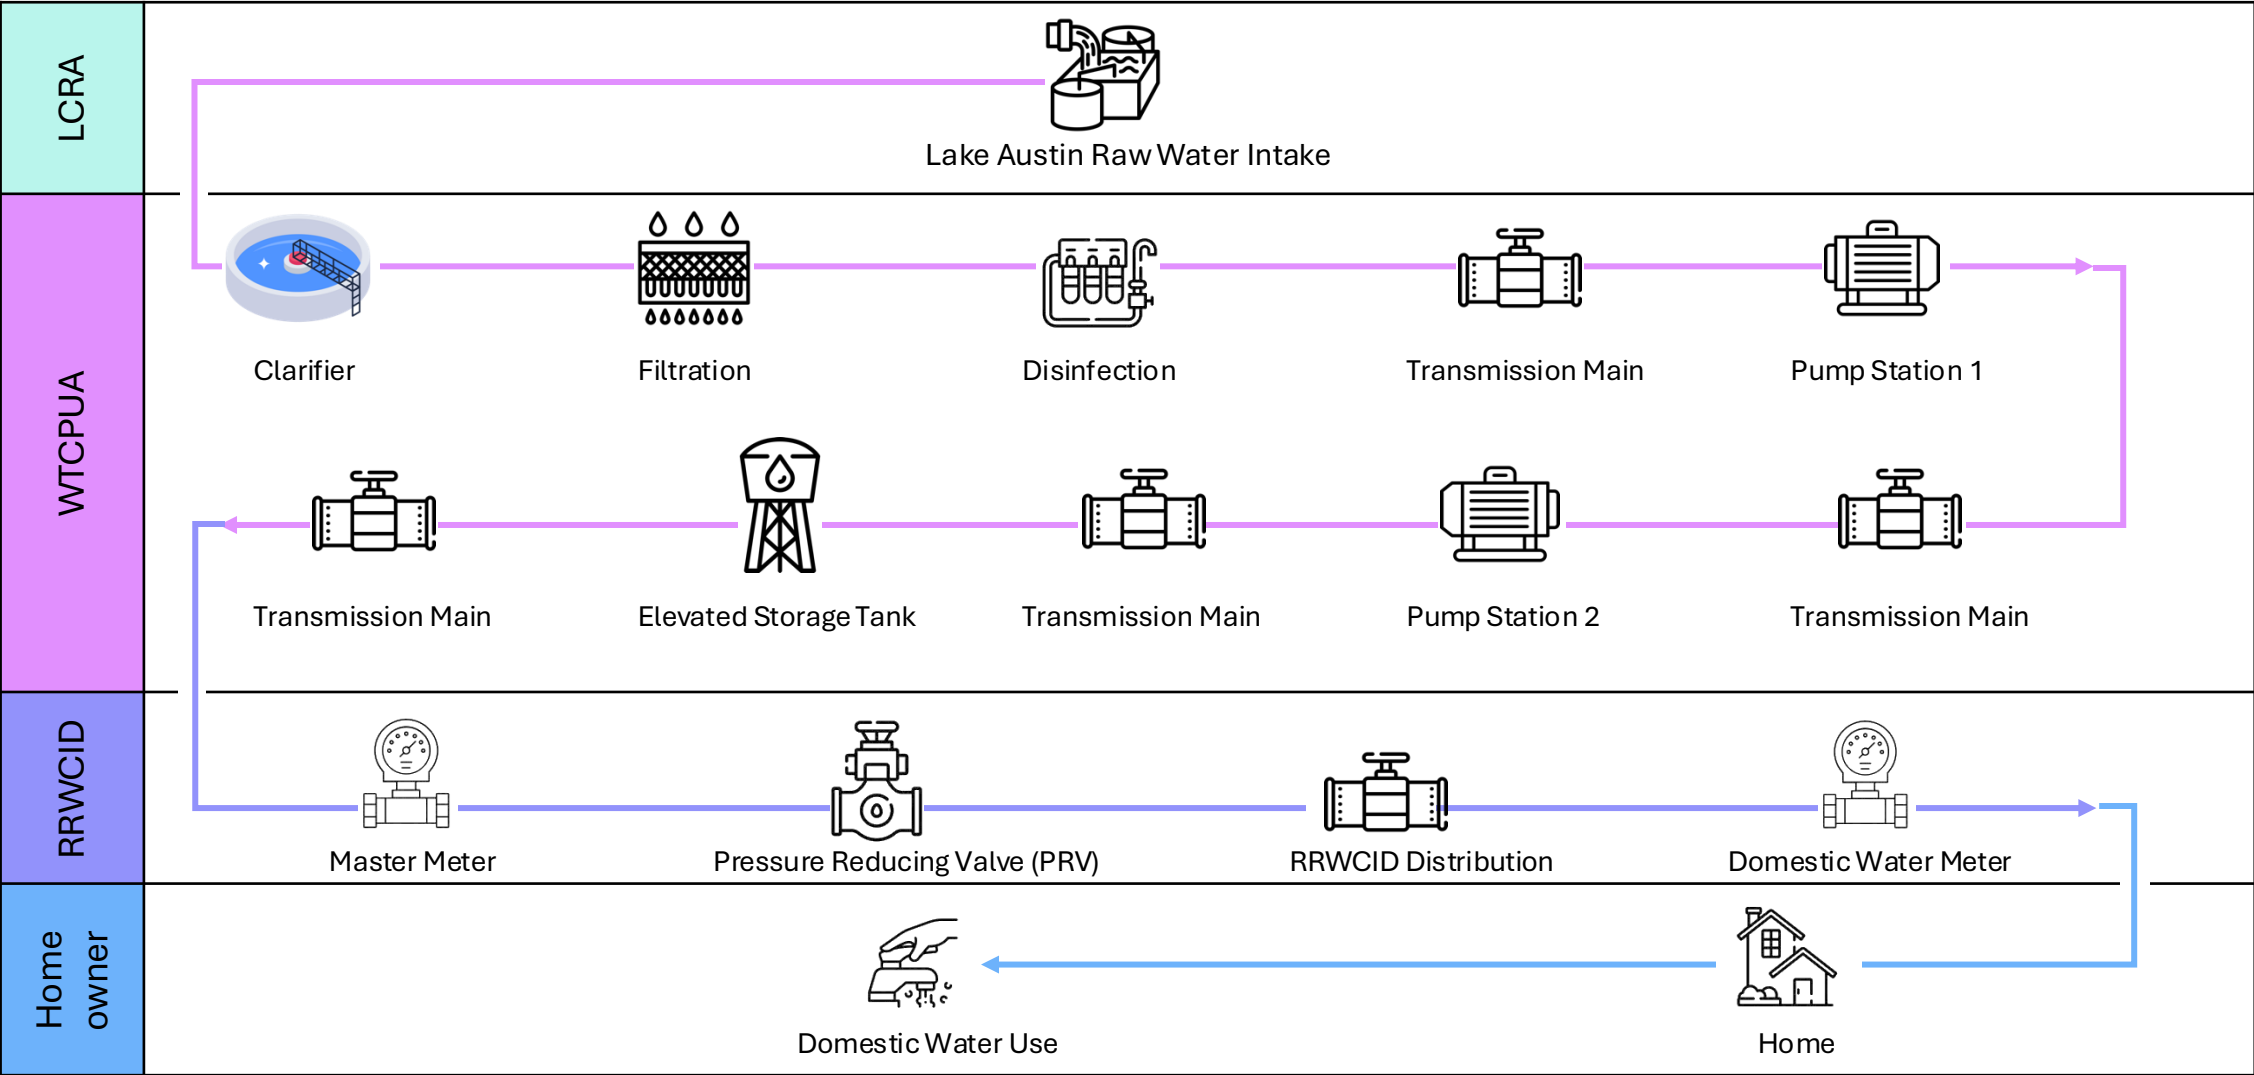 LCRA
Lake Austin Raw Water Intake
WTCPUA
Clarifier
Filtration
Disinfection
Transmission Main
Pump Station 1
Transmission Main
Elevated Storage Tank
Transmission Main
Pump Station 2
Transmission Main
RRWCID
Master Meter
Pressure Reducing Valve (PRV)
RRWCID Distribution
Domestic Water Meter
Home
owner
Domestic Water Use
Home